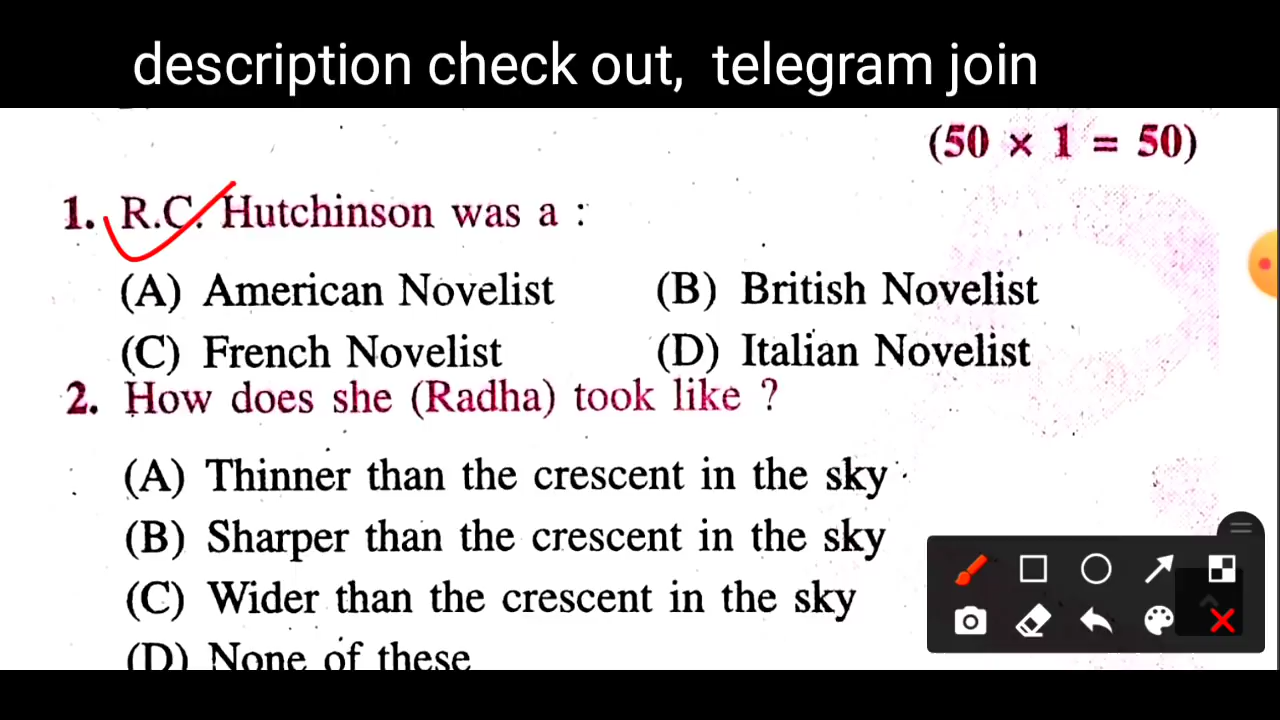 description check out, telegram join
(50 × 1 = 50)
1. R.C. Hutchinson was a :
(A) American Novelist (B) British Novelist
(C) French Novelist (D) Italian Novelist
2. How does she (Radha) took like ?
(A) Thinner than the crescent in the sky
(B) Sharper than the crescent in the sky
(C) Wider than the crescent in the sky
(D) None of these